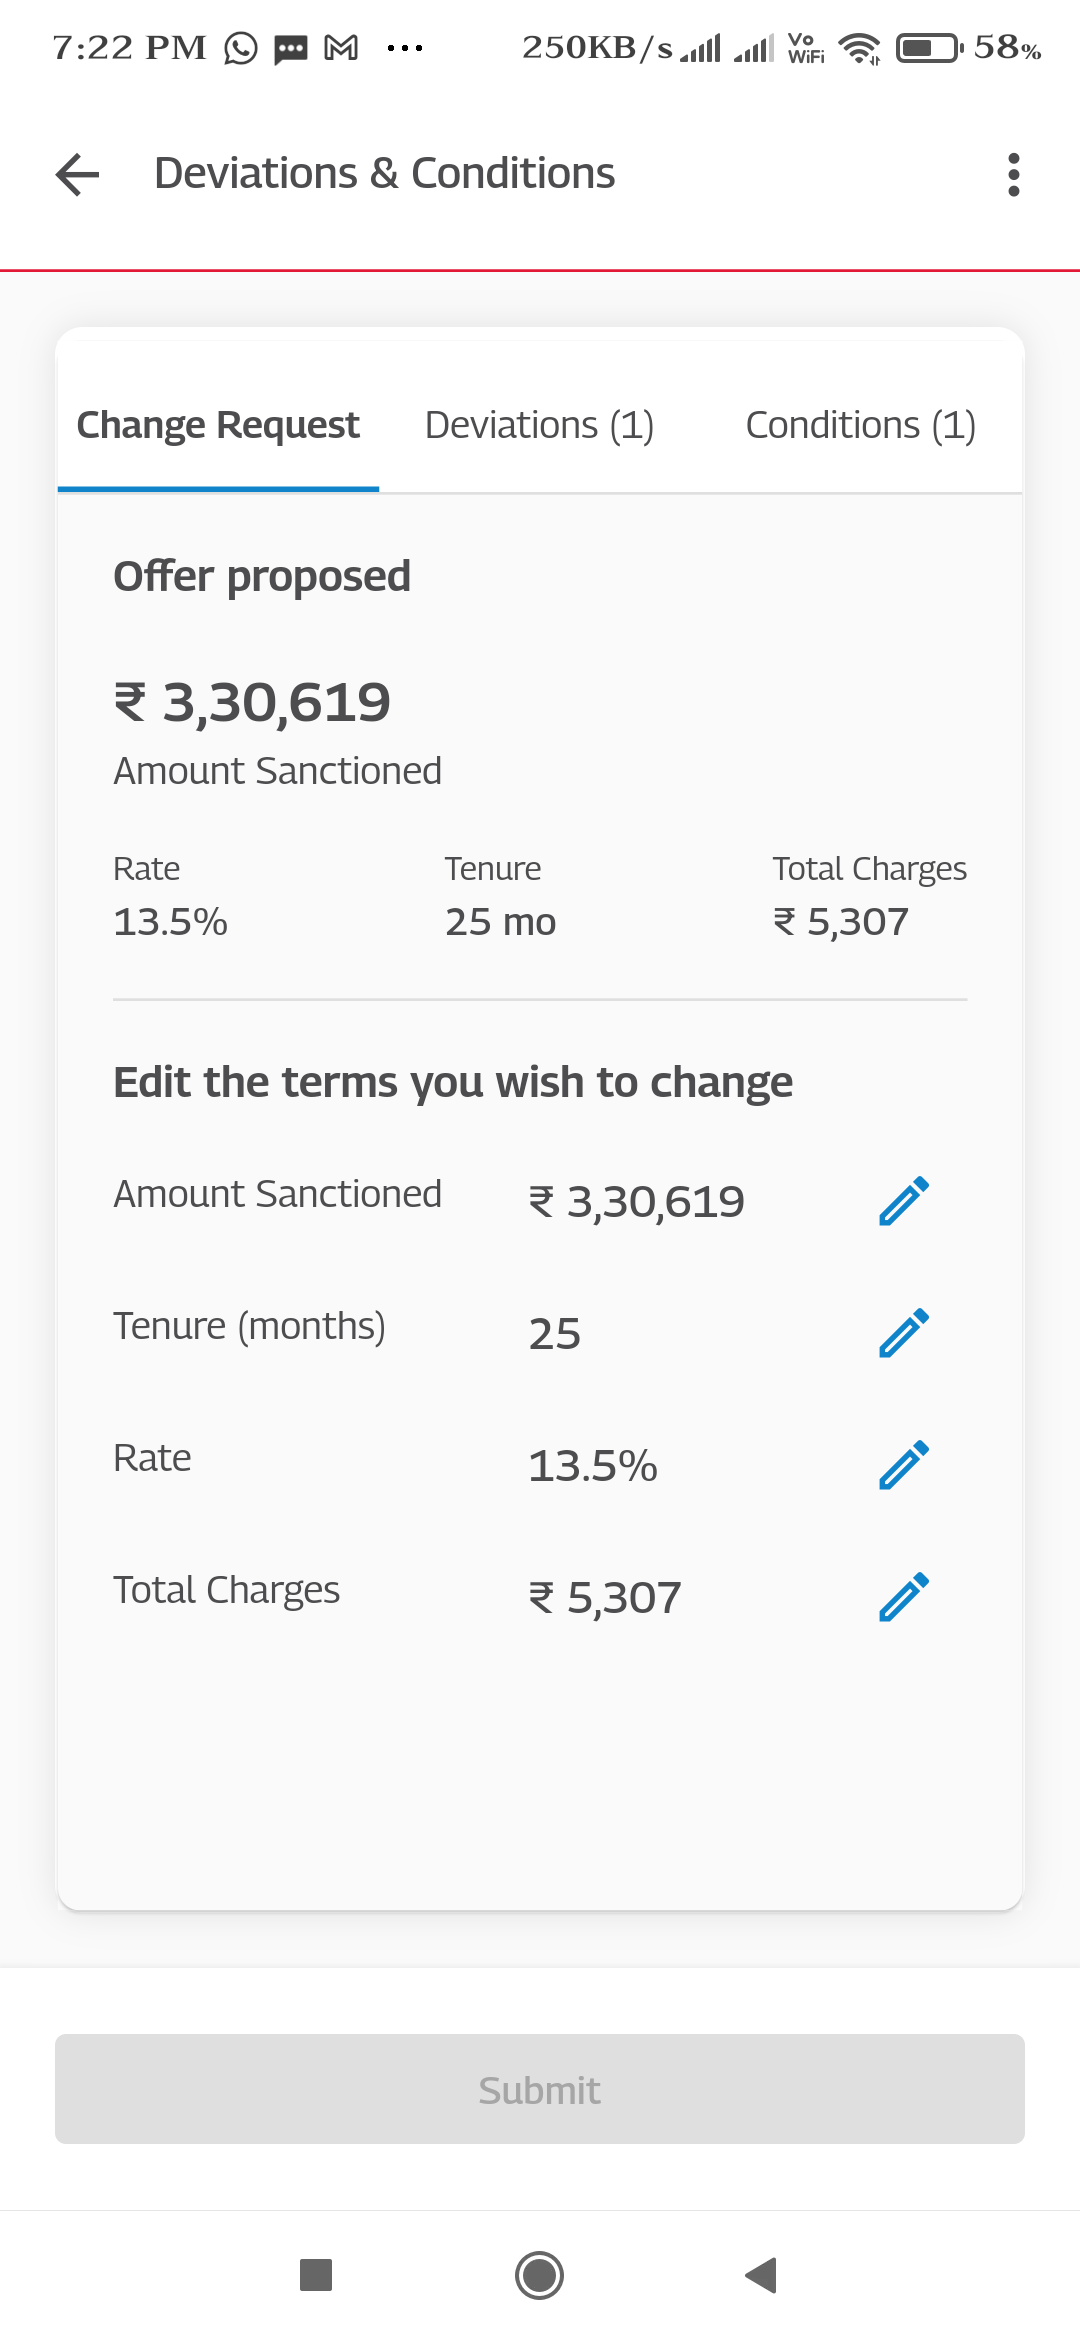 7:22 PM ... 250KB/s Vo WiFi 58%
Deviations & Conditions
Change Request Deviations (1) Conditions (1)
Offer proposed
₹ 3,30,619
Amount Sanctioned
Rate Tenure Total Charges
13.5% 25 mo ₹ 5,307
Edit the terms you wish to change
Amount Sanctioned ₹ 3,30,619
Tenure (months) 25
Rate 13.5%
Total Charges ₹ 5,307
Submit